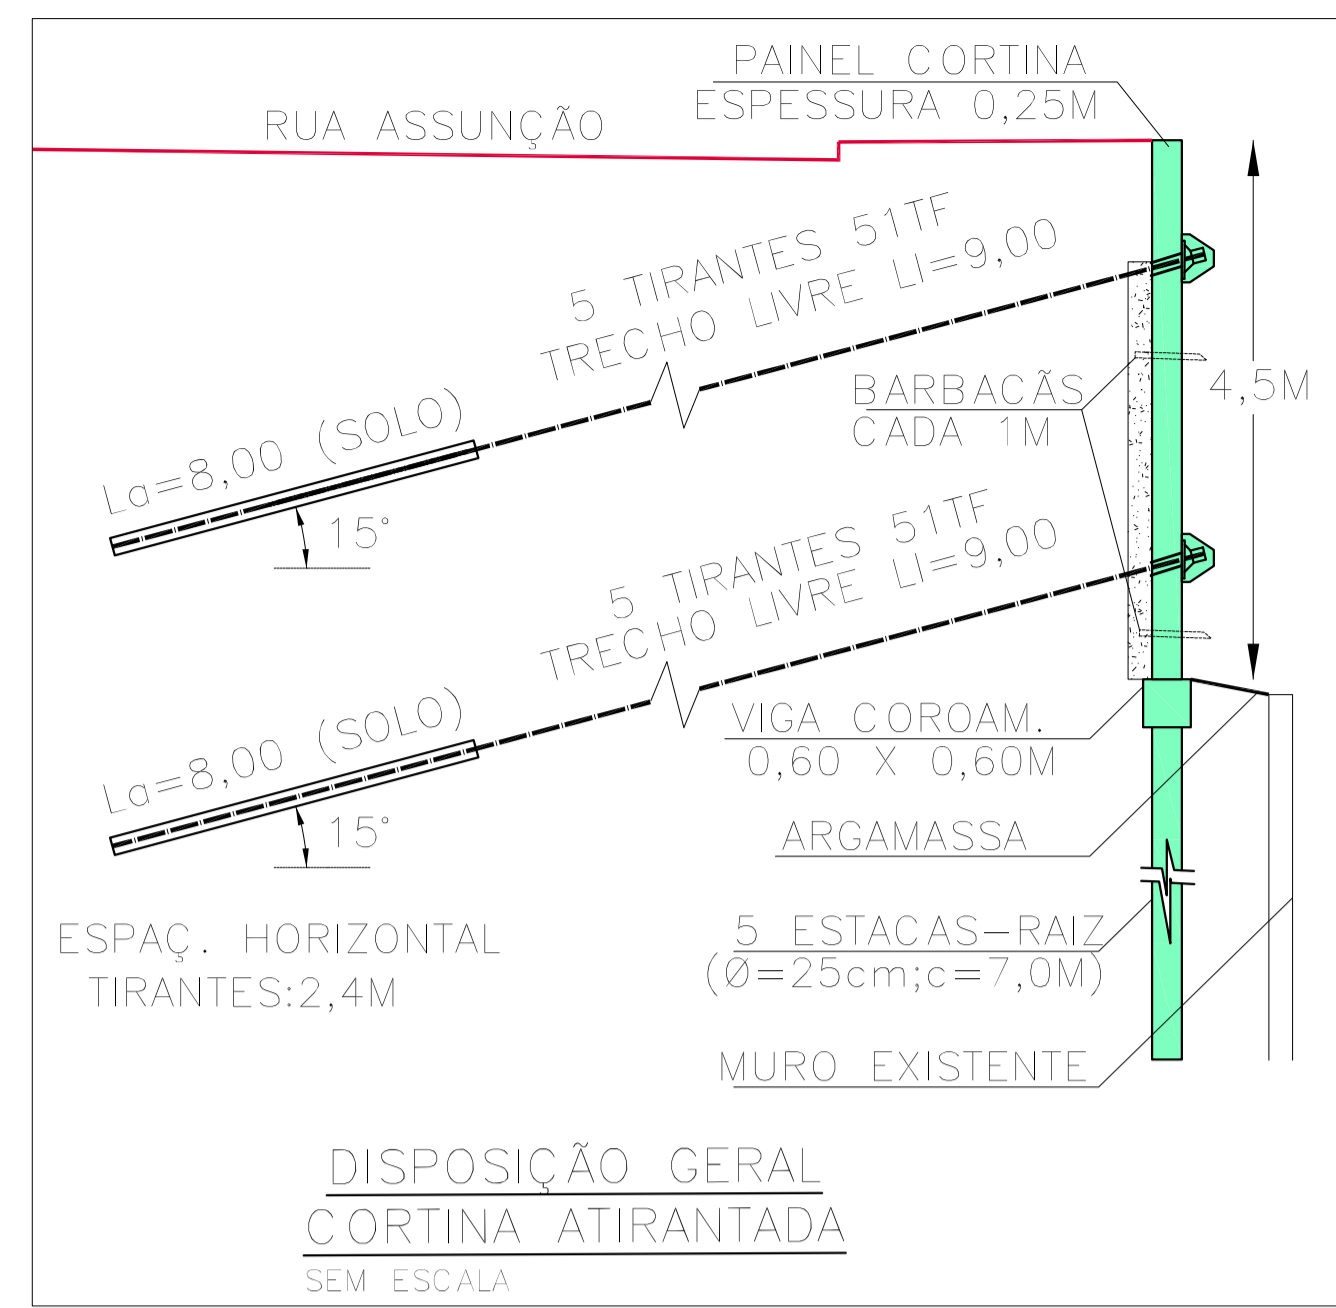 PAINEL CORTINA
ESPESSURA 0,25M
RUA ASSUNÇÃO
5 TIRANTES 51TF
TRECHO LIVRE Ll=9,00
BARBACÃS
CADA 1M
4,5M
La=8,00 (SOLO)
15°
5 TIRANTES 51TF
TRECHO LIVRE Ll=9,00
La=8,00 (SOLO)
15°
VIGA COROAM.
0,60 X 0,60M
ARGAMASSA
ESPAÇ. HORIZONTAL
TIRANTES:2,4M
5 ESTACAS-RAIZ
(Ø=25cm;c=7,0M)
MURO EXISTENTE
DISPOSIÇÃO GERAL
CORTINA ATIRANTADA
SEM ESCALA